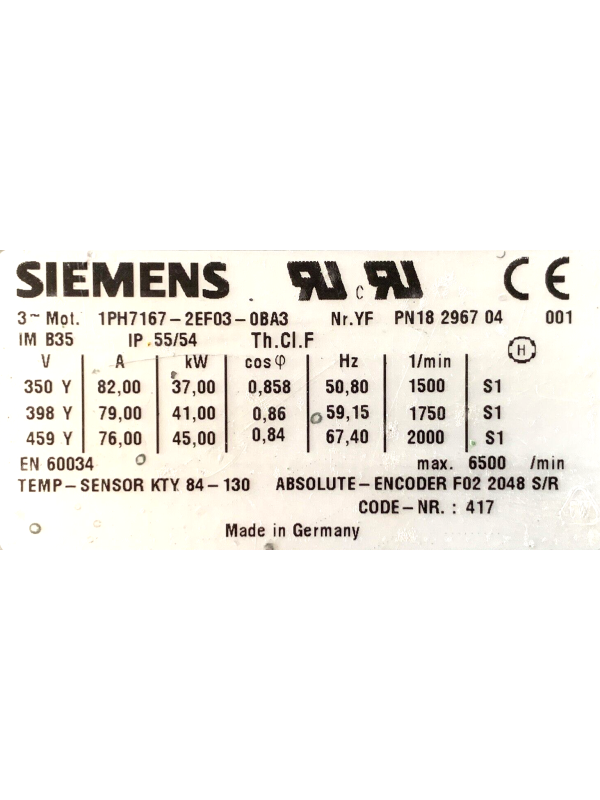 SIEMENS c CE
3~ Mot. 1PH7167-2EF03-0BA3 Nr.YF PN18 2967 04 001
IM B35 IP 55/54 Th.Cl.F H
V A kW cosφ Hz 1/min
350 Y 82,00 37,00 0,858 50,80 1500 S1
398 Y 79,00 41,00 0,86 59,15 1750 S1
459 Y 76,00 45,00 0,84 67,40 2000 S1
EN 60034 max. 6500 /min
TEMP-SENSOR KTY 84-130 ABSOLUTE-ENCODER F02 2048 S/R
CODE-NR. : 417
Made in Germany